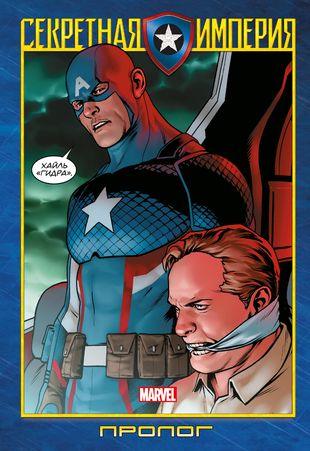 СЕКРЕТНАЯ ИМПЕРИЯ
A
ХАЙЛЬ
«ГИДРА».
MARVEL
ПРОЛОГ